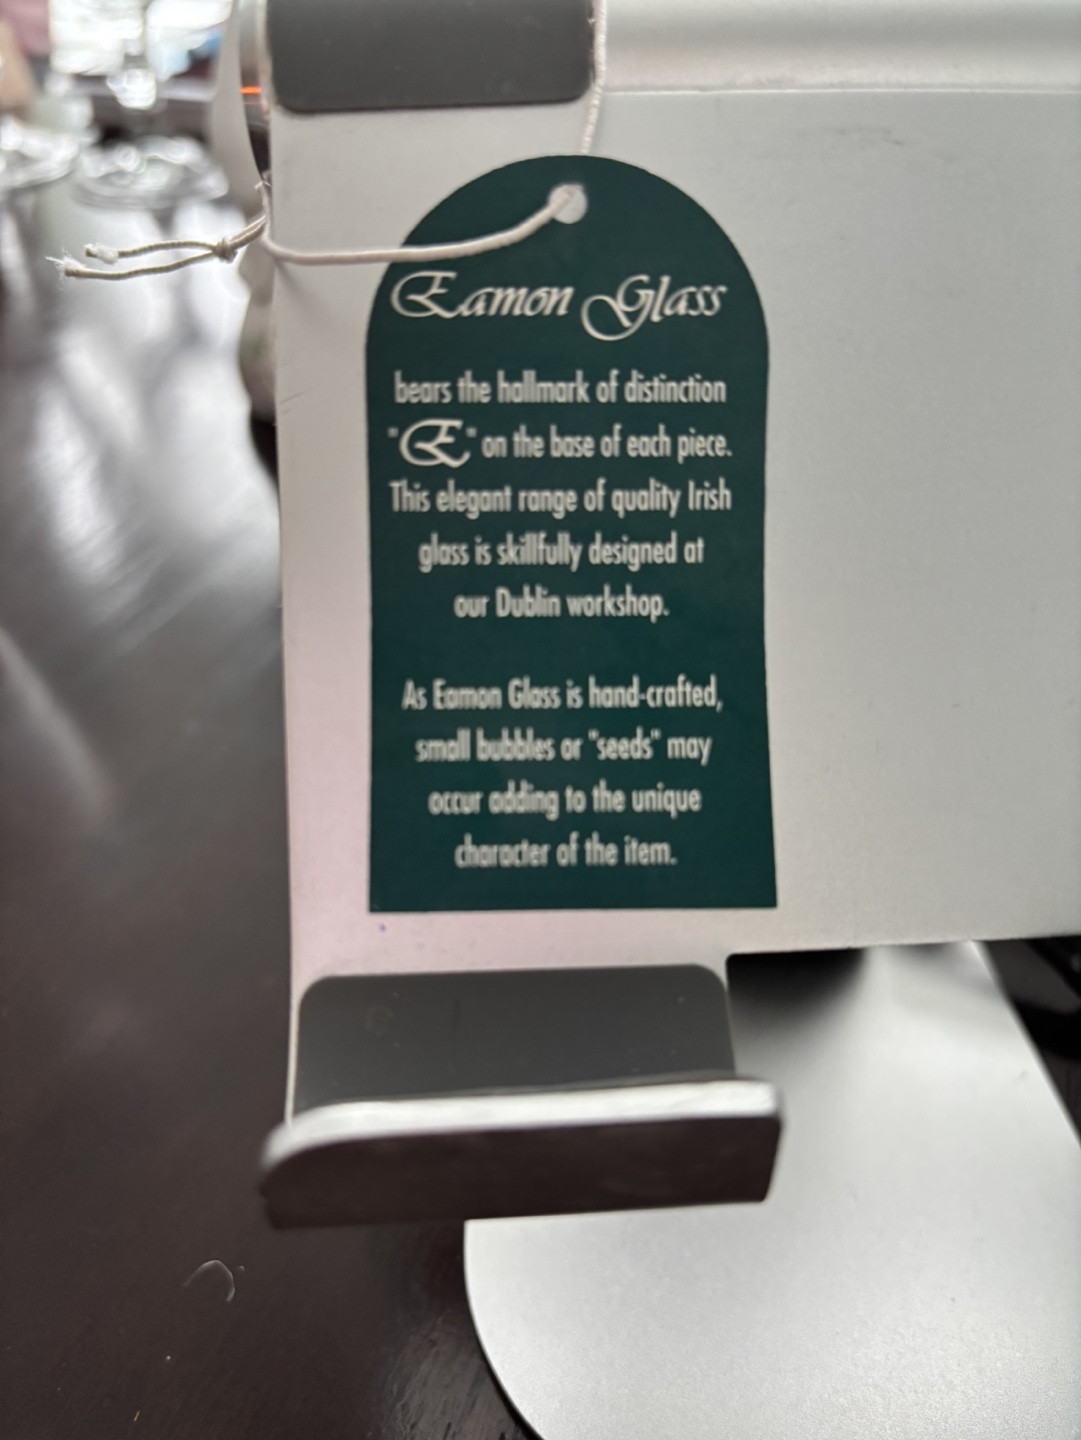 Eamon Glass
bears the hallmark of distinction
"E" on the base of each piece.
This elegant range of quality Irish
glass is skillfully designed at
our Dublin workshop.
As Eamon Glass is hand-crafted,
small bubbles or "seeds" may
occur adding to the unique
character of the item.